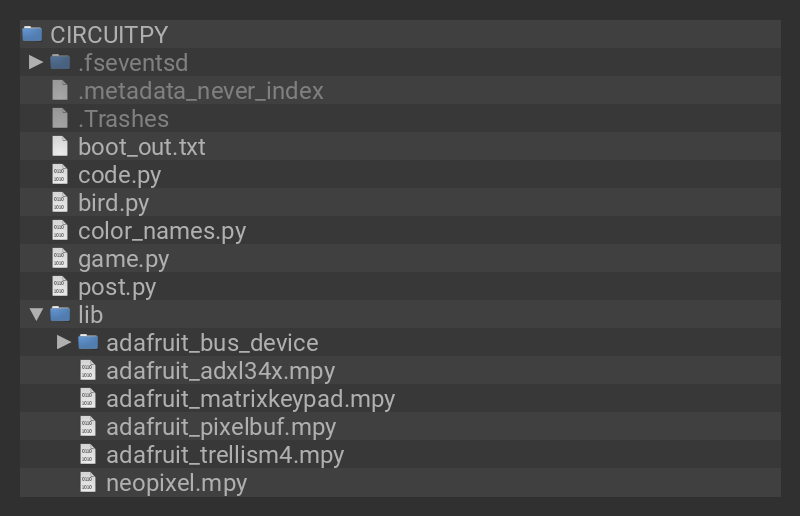 CIRCUITPY
.fseventsd
.metadata_never_index
.Trashes
boot_out.txt
code.py
bird.py
color_names.py
game.py
post.py
lib
adafruit_bus_device
adafruit_adxl34x.mpy
adafruit_matrixkeypad.mpy
adafruit_pixelbuf.mpy
adafruit_trellism4.mpy
neopixel.mpy